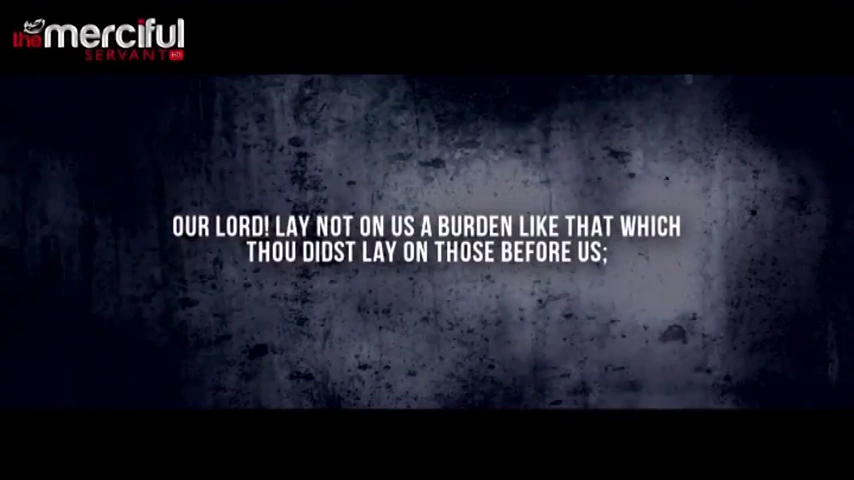 the merciful
SERVANT HD
OUR LORD! LAY NOT ON US A BURDEN LIKE THAT WHICH
THOU DIDST LAY ON THOSE BEFORE US;